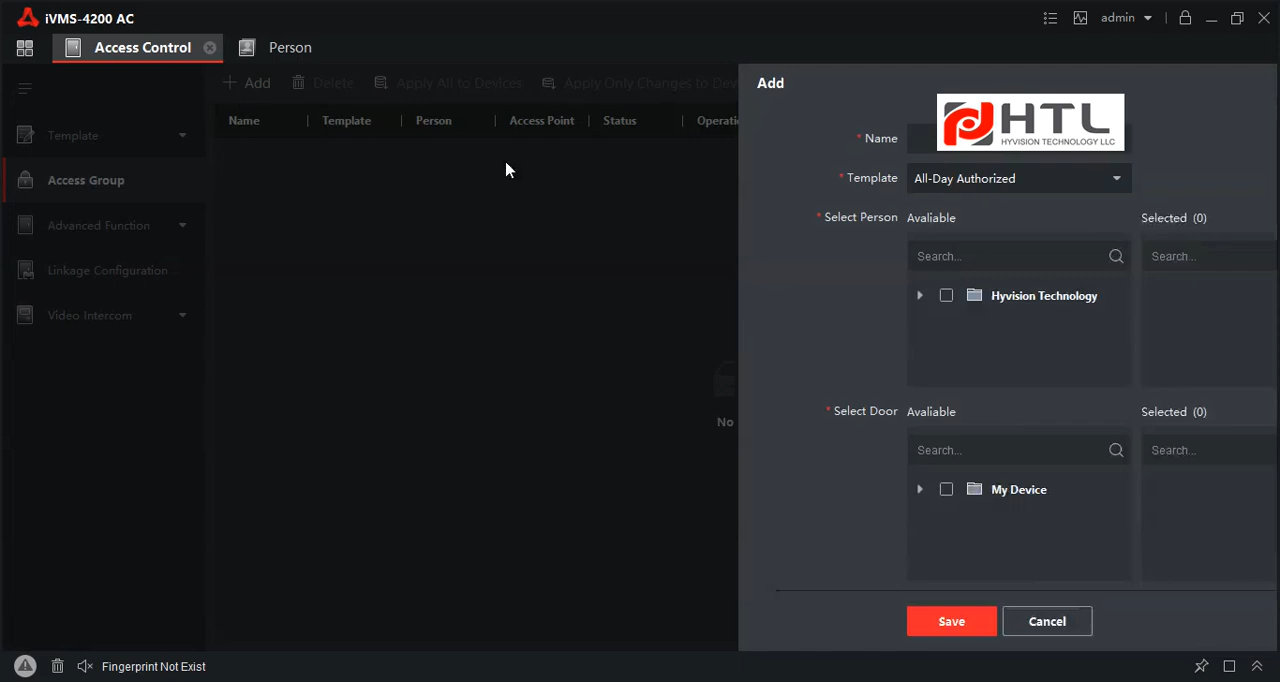 iVMS-4200 AC
admin
Access Control
Person
Add
Delete
Apply All to Devices
Apply Only Changes to Dev
Name
Template
Person
Access Point
Status
Operati
Template
Access Group
Advanced Function
Linkage Configuration
Video Intercom
No
Add
* Name
HTL
HYVISION TECHNOLOGY LLC
* Template
All-Day Authorized
* Select Person
Avaliable
Selected (0)
Search...
Search...
Hyvision Technology
* Select Door
Avaliable
Selected (0)
Search...
Search...
My Device
Save
Cancel
Fingerprint Not Exist